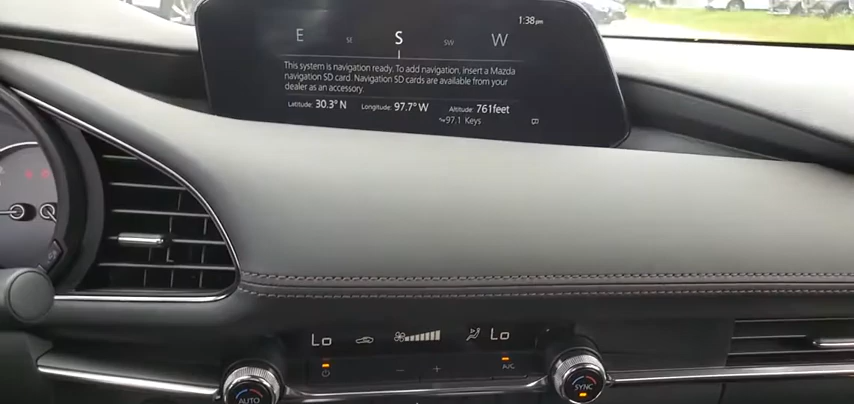 1:38pm
E SE S SW W
This system is navigation ready. To add navigation, insert a Mazda
navigation SD card. Navigation SD cards are available from your
dealer as an accessory.
Latitude: 30.3°N Longitude: 97.7°W Altitude: 761feet
97.1 Keys
Lo Lo
- + A/C
AUTO SYNC